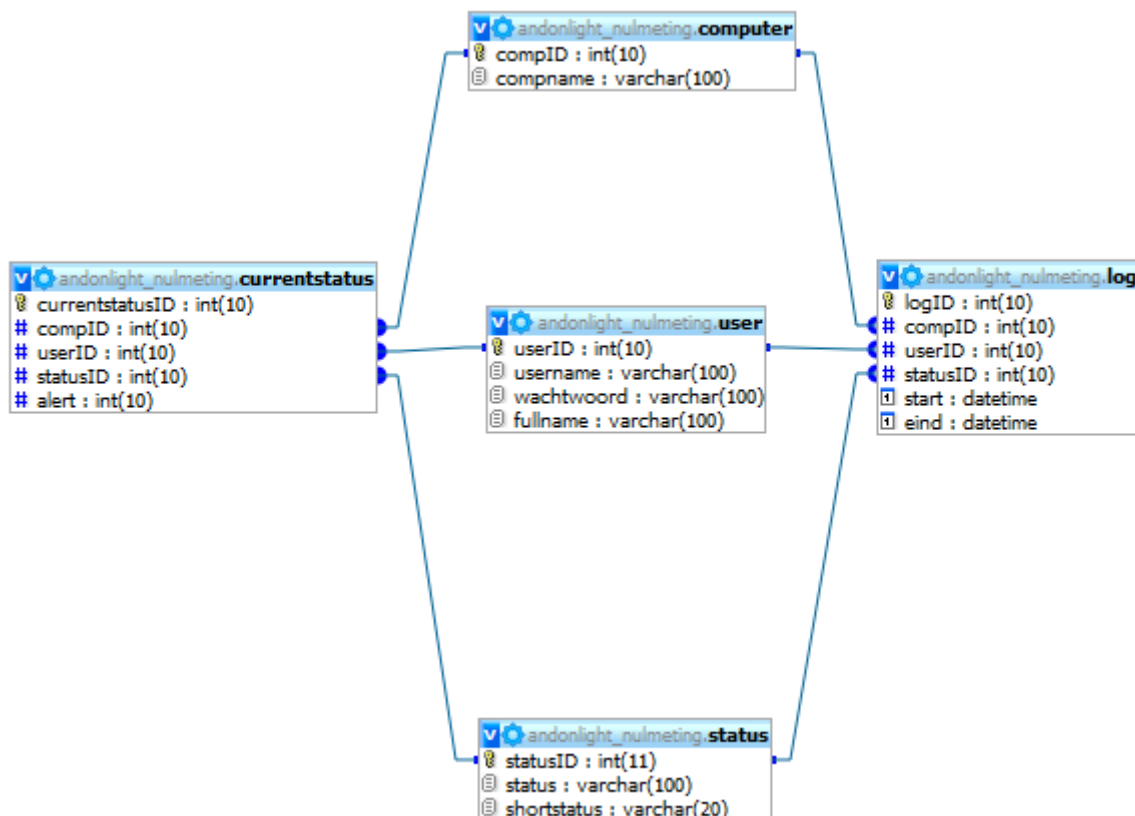 andonlight_nulmeting.computer
compID : int(10)
compname : varchar(100)
andonlight_nulmeting.currentstatus
currentstatusID : int(10)
compID : int(10)
userID : int(10)
statusID : int(10)
alert : int(10)
andonlight_nulmeting.user
userID : int(10)
username : varchar(100)
wachtwoord : varchar(100)
fullname : varchar(100)
andonlight_nulmeting.log
logID : int(10)
compID : int(10)
userID : int(10)
statusID : int(10)
start : datetime
eind : datetime
andonlight_nulmeting.status
statusID : int(11)
status : varchar(100)
shortstatus : varchar(20)